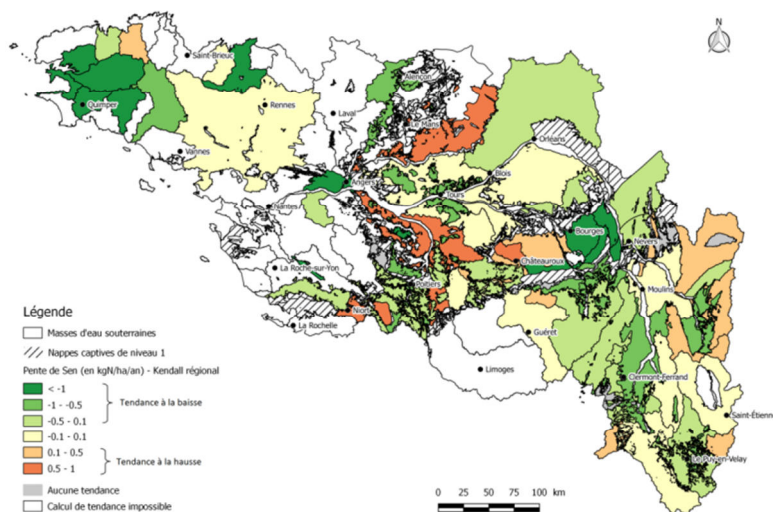 N
Saint-Brieuc
Alençon
Quimper
Rennes
Laval
Le Mans
Orléans
Vannes
Blois
Angers
Tours
Nantes
Bourges
Nevers
Châteauroux
La Roche-sur-Yon
Poitiers
Moulins
Niort
La Rochelle
Guéret
Limoges
Clermont-Ferrand
Saint-Étienne
Le Puy-en-Velay
Légende
Masses d'eau souterraines
Nappes captives de niveau 1
Pente de Sen (en kgN/ha/an) - Kendall régional
< -1
-1 - -0.5
Tendance à la baisse
-0.5 - 0.1
-0.1 - 0.1
0.1 - 0.5
Tendance à la hausse
0.5 - 1
Aucune tendance
Calcul de tendance impossible
0 25 50 75 100 km